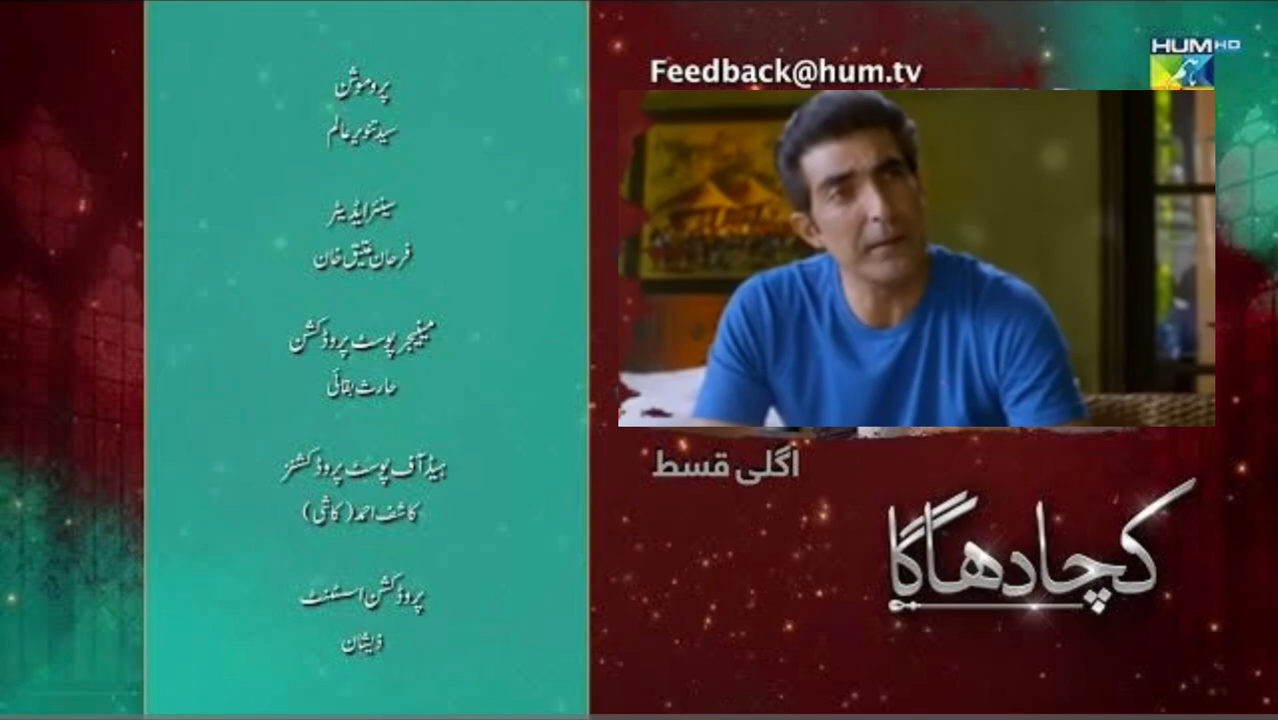 پروموشن
سید تنویر عالم
سینئر ایڈیٹر
فرحان عتیق خان
مینیجر پوسٹ پروڈکشن
حارث بقائی
ہیڈ آف پوسٹ پروڈکشنز
کاشف احمد (کاشی)
پروڈکشن اسسٹنٹ
ذیشان
Feedback@hum.tv
HUM HD
ہم
اگلی قسط
کچا دھاگا